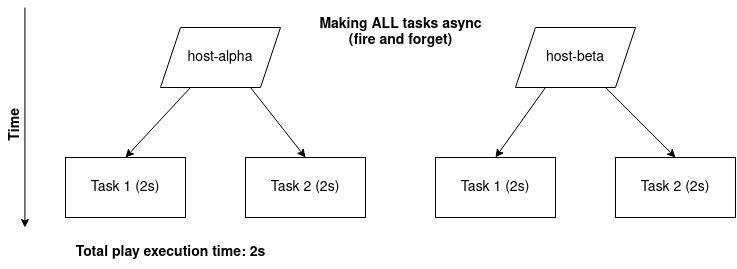 Making ALL tasks async
(fire and forget)
host-alpha
host-beta
Time
Task 1 (2s)
Task 2 (2s)
Task 1 (2s)
Task 2 (2s)
Total play execution time: 2s